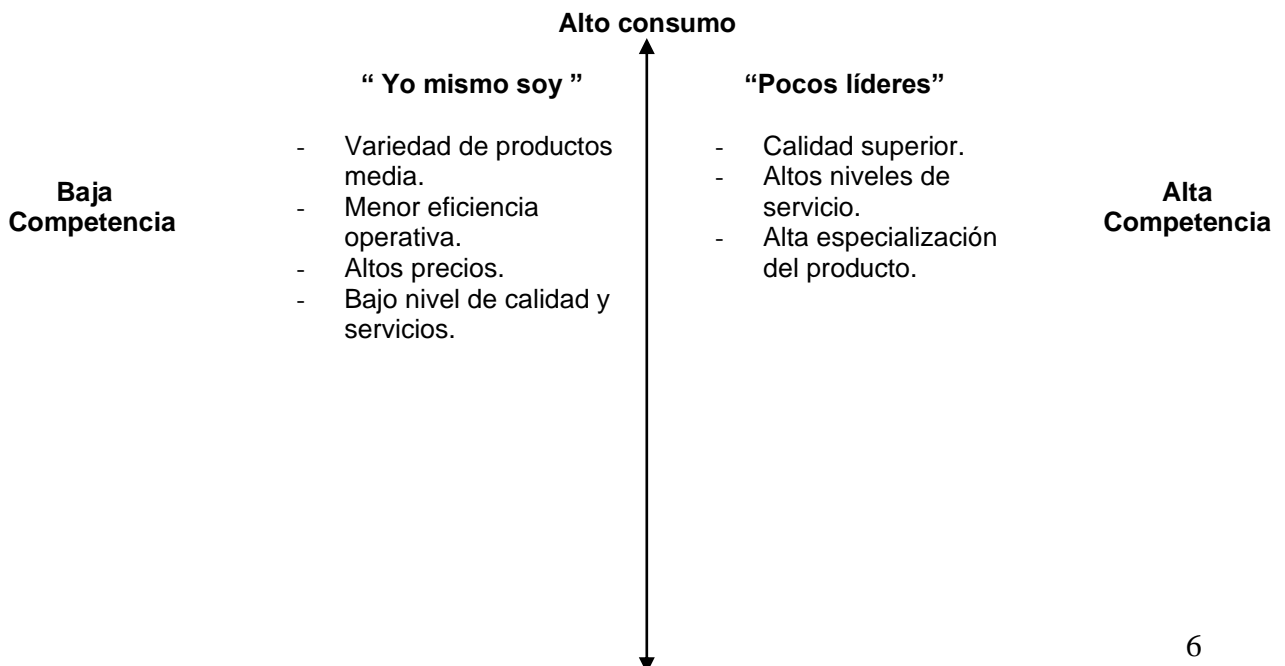 Alto consumo
“ Yo mismo soy ”
- Variedad de productos
media.
- Menor eficiencia
operativa.
- Altos precios.
- Bajo nivel de calidad y
servicios.
“Pocos líderes”
- Calidad superior.
- Altos niveles de
servicio.
- Alta especialización
del producto.
Baja
Competencia
Alta
Competencia
6